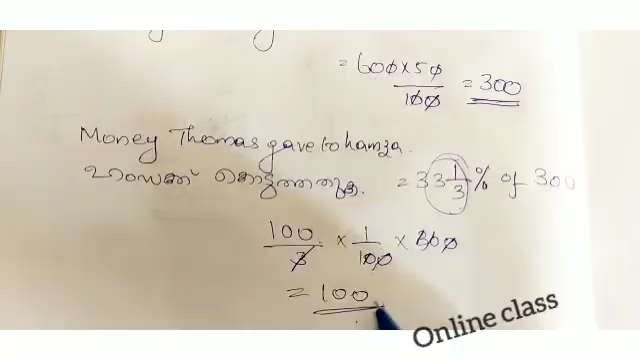 = 600×50 / 100 = 300
Money Thomas gave to hamza.
ഹംസക്ക് കൊടുത്തതുക. = 33 1/3 % of 300
100/3 × 1/100 × 300
= 100
Online class